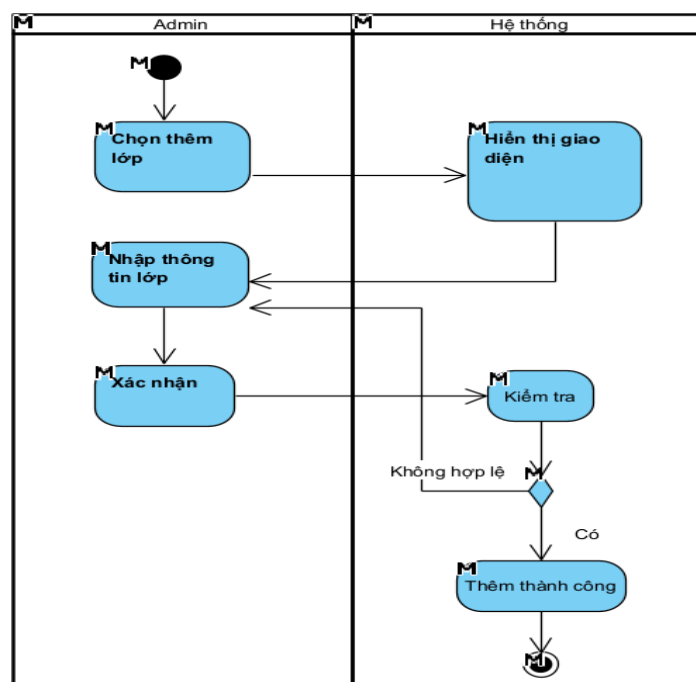 Admin
Hệ thống
Chọn thêm
lớp
Hiển thị giao
diện
Nhập thông
tin lớp
Xác nhận
Kiểm tra
Không hợp lệ
Có
Thêm thành công